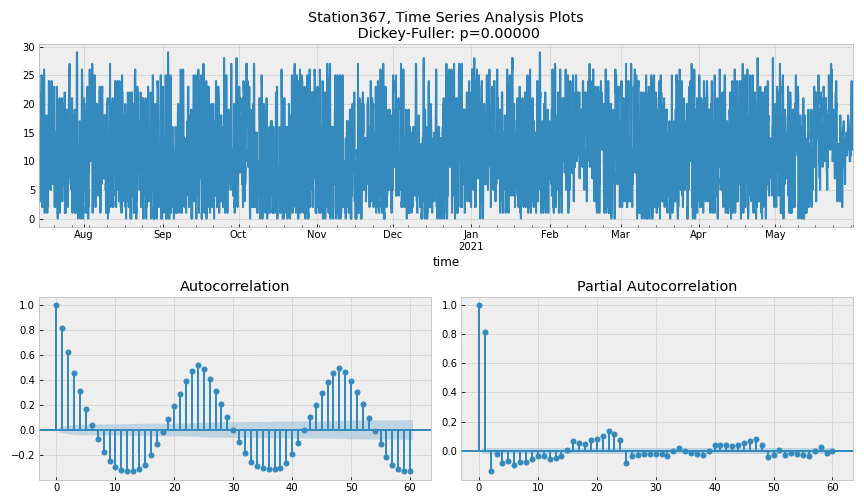 Station367, Time Series Analysis Plots
Dickey-Fuller: p=0.00000
30
25
20
15
10
5
0
Aug Sep Oct Nov Dec Jan Feb Mar Apr May
2021
time
Autocorrelation Partial Autocorrelation
1.0 1.0
0.8 0.8
0.6 0.6
0.4 0.4
0.2 0.2
0.0 0.0
−0.2
0 10 20 30 40 50 60 0 10 20 30 40 50 60